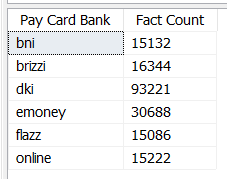 Pay Card Bank Fact Count
bni 15132
brizzi 16344
dki 93221
emoney 30688
flazz 15086
online 15222